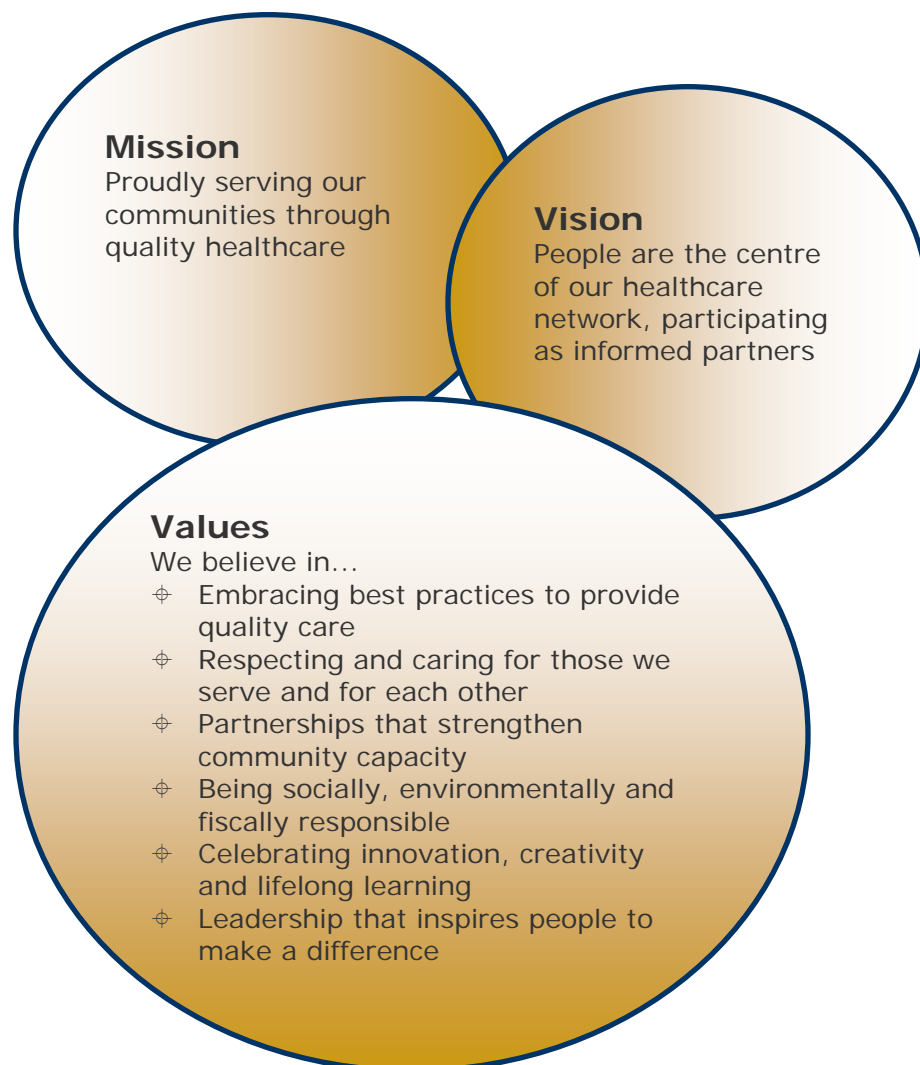 Mission
Proudly serving our
communities through
quality healthcare
Vision
People are the centre
of our healthcare
network, participating
as informed partners
Values
We believe in…
Embracing best practices to provide
quality care
Respecting and caring for those we
serve and for each other
Partnerships that strengthen
community capacity
Being socially, environmentally and
fiscally responsible
Celebrating innovation, creativity
and lifelong learning
Leadership that inspires people to
make a difference